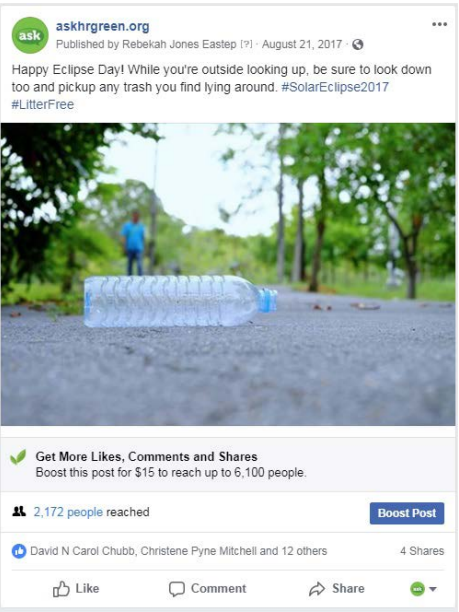 ask
askhrgreen.org
...
Published by Rebekah Jones Eastep [?] · August 21, 2017 ·
Happy Eclipse Day! While you're outside looking up, be sure to look down
too and pickup any trash you find lying around. #SolarEclipse2017
#LitterFree
Get More Likes, Comments and Shares
Boost this post for $15 to reach up to 6,100 people.
2,172 people reached
Boost Post
David N Carol Chubb, Christene Pyne Mitchell and 12 others
4 Shares
Like
Comment
Share
ask